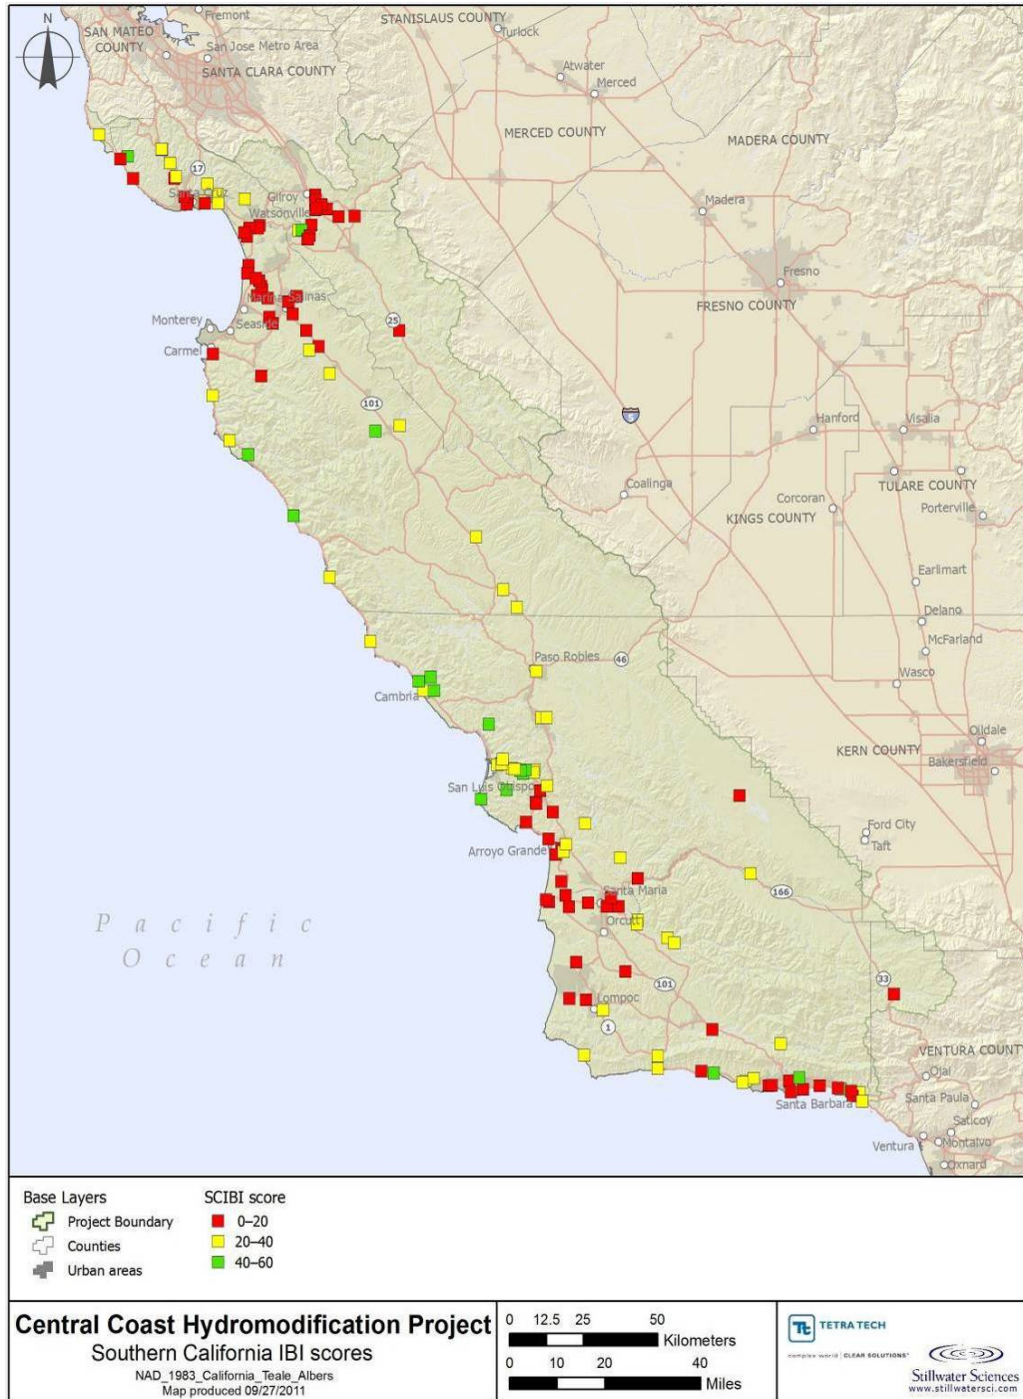 N
Fremont
STANISLAUS COUNTY
Turlock
SAN MATEO
COUNTY
San Jose Metro Area
SANTA CLARA COUNTY
Atwater
Merced
MERCED COUNTY
MADERA COUNTY
17
Santa Cruz
Gilroy
Watsonville
Madera
Fresno
FRESNO COUNTY
Marina
Salinas
Monterey
Seaside
25
Carmel
101
5
Hanford
Visalia
Coalinga
TULARE COUNTY
Corcoran
KINGS COUNTY
Porterville
Earlimart
Delano
McFarland
Paso Robles
46
Wasco
Cambria
Oildale
KERN COUNTY
Bakersfield
San Luis Obispo
Ford City
Taft
Arroyo Grande
Santa Maria
166
Orcutt
Pacific
Ocean
33
101
Lompoc
1
VENTURA COUNTY
Ojai
Santa Paula
Santa Barbara
Saticoy
Ventura
Montalvo
Oxnard
Base Layers
Project Boundary
Counties
Urban areas
SCIBI score
0–20
20–40
40–60
Central Coast Hydromodification Project
Southern California IBI scores
NAD_1983_California_Teale_Albers
Map produced 09/27/2011
0 12.5 25 50
Kilometers
0 10 20 40
Miles
Tt TETRA TECH
complex world | CLEAR SOLUTIONS™
Stillwater Sciences
www.stillwatersci.com